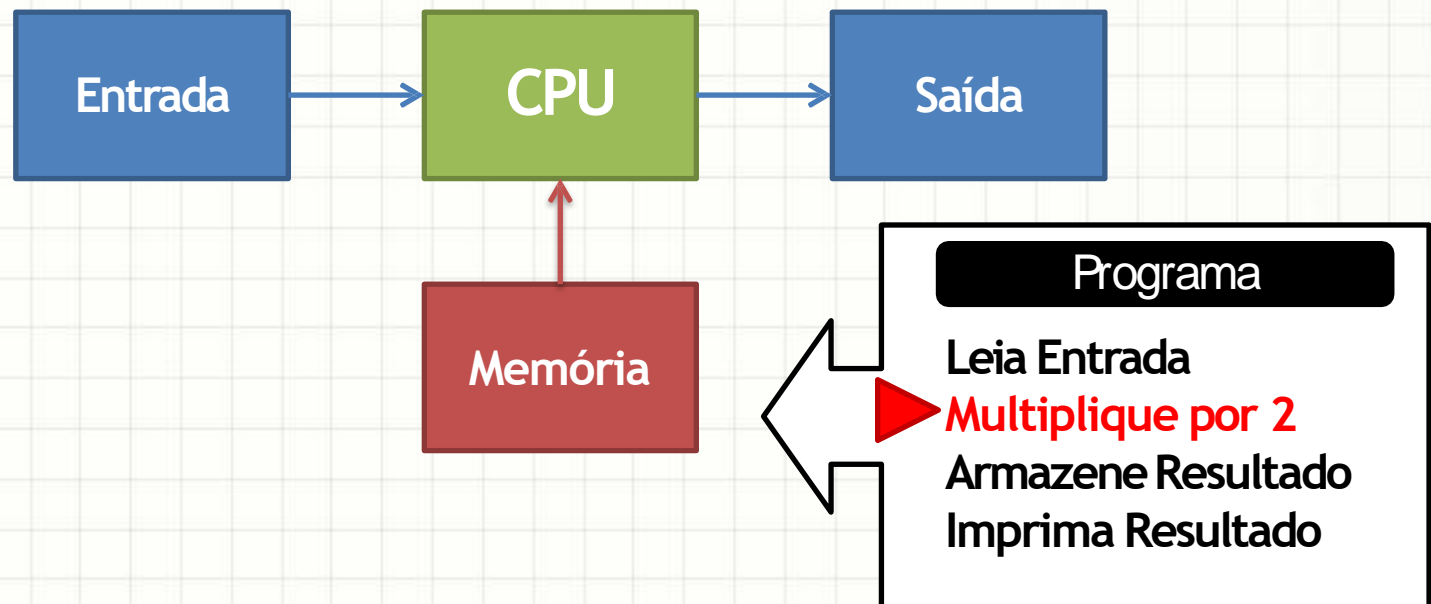 Entrada
CPU
Saída
Memória
Programa
Leia Entrada
Multiplique por 2
Armazene Resultado
Imprima Resultado